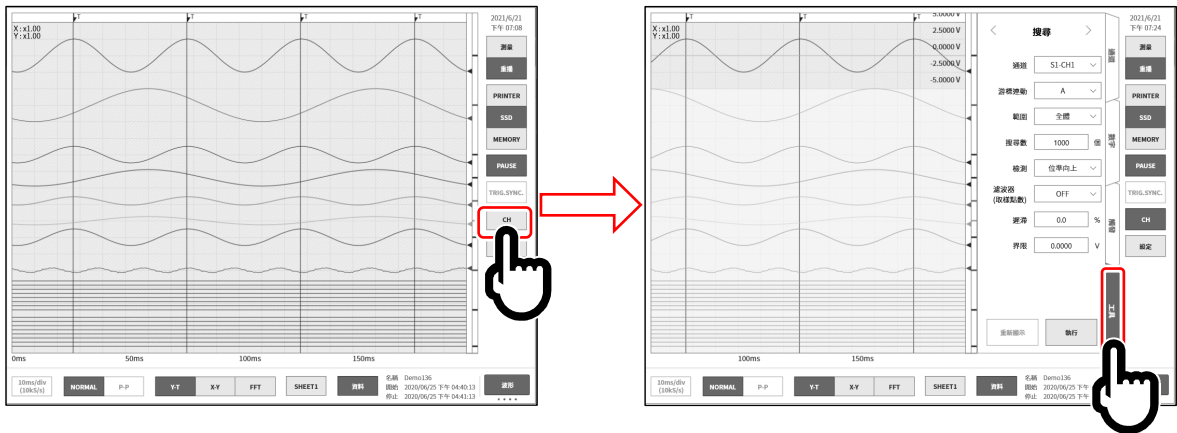 T
T
T
T
X : x1.00
Y : x1.00
2021/6/21
下午 07:08
測量
重播
PRINTER
SSD
MEMORY
PAUSE
TRIG.SYNC.
CH
0ms
50ms
100ms
150ms
10ms/div
(10kS/s)
NORMAL
P-P
Y-T
X-Y
FFT
SHEET1
資料
名稱 Demo136
開始 2020/06/25 下午 04:40:13
停止 2020/06/25 下午 04:41:13
波形
T
T
T
X : x1.00
Y : x1.00
5.0000 V
2.5000 V
0.0000 V
-2.5000 V
-5.0000 V
100ms
150ms
搜尋
通道 S1-CH1
游標連動 A
範圍 全體
搜尋數 1000 個
檢測 位準向上
濾波器
(取樣點數) OFF
遲滯 0.0 %
界限 0.0000 V
重新顯示
執行
通道
數字
觸發
工具
2021/6/21
下午 07:24
測量
重播
PRINTER
SSD
MEMORY
PAUSE
TRIG.SYNC.
CH
設定
10ms/div
(10kS/s)
NORMAL
P-P
Y-T
X-Y
FFT
SHEET1
資料
名稱 Demo136
開始 2020/06/25 下午
停止 2020/06/25 下午